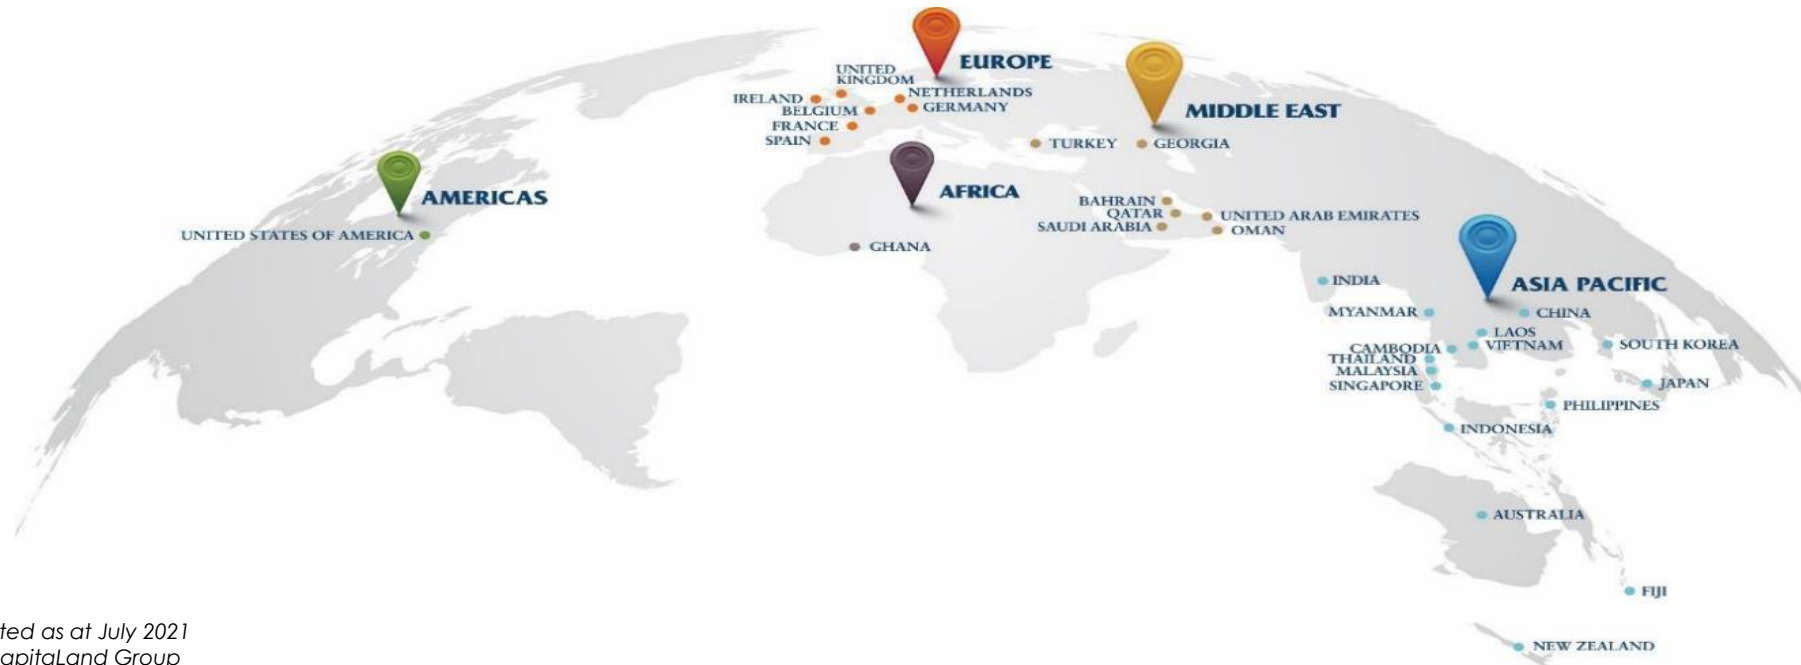 EUROPE
UNITED
KINGDOM
IRELAND
NETHERLANDS
BELGIUM
GERMANY
FRANCE
SPAIN
MIDDLE EAST
TURKEY
GEORGIA
AMERICAS
UNITED STATES OF AMERICA
AFRICA
GHANA
BAHRAIN
QATAR
UNITED ARAB EMIRATES
SAUDI ARABIA
OMAN
ASIA PACIFIC
INDIA
MYANMAR
CHINA
LAOS
CAMBODIA
VIETNAM
SOUTH KOREA
THAILAND
MALAYSIA
SINGAPORE
JAPAN
PHILIPPINES
INDONESIA
AUSTRALIA
FIJI
NEW ZEALAND
as at July 2021
Group